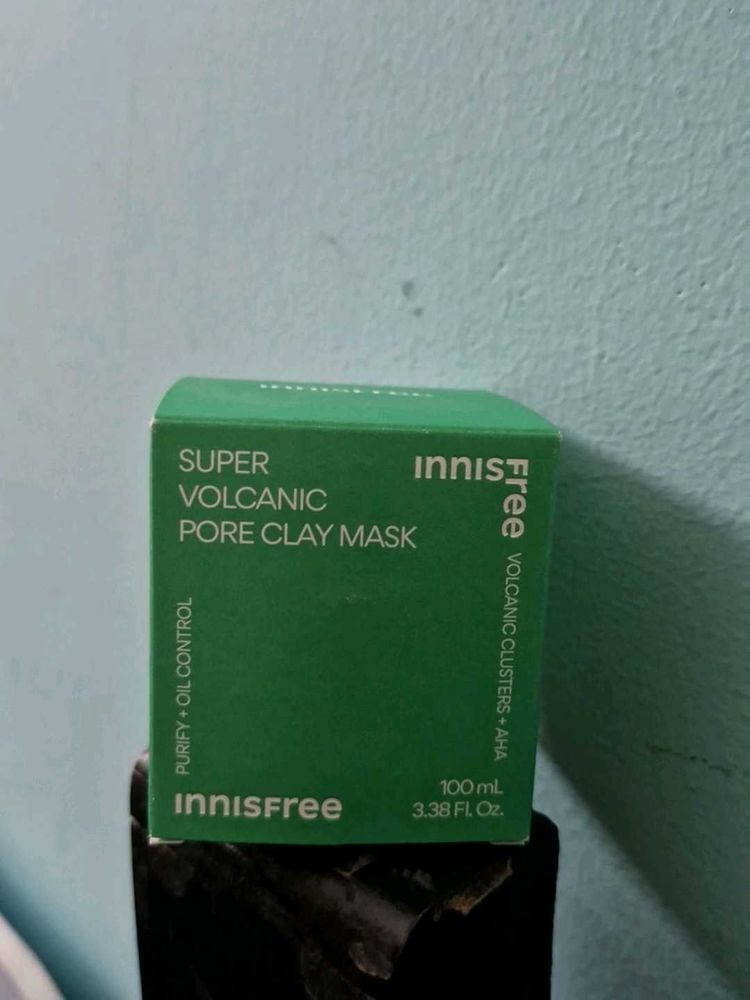 SUPER
VOLCANIC
PORE CLAY MASK
innisfree
VOLCANIC CLUSTERS + AHA
PURIFY + OIL CONTROL
innisfree
100 mL
3.38 Fl. Oz.